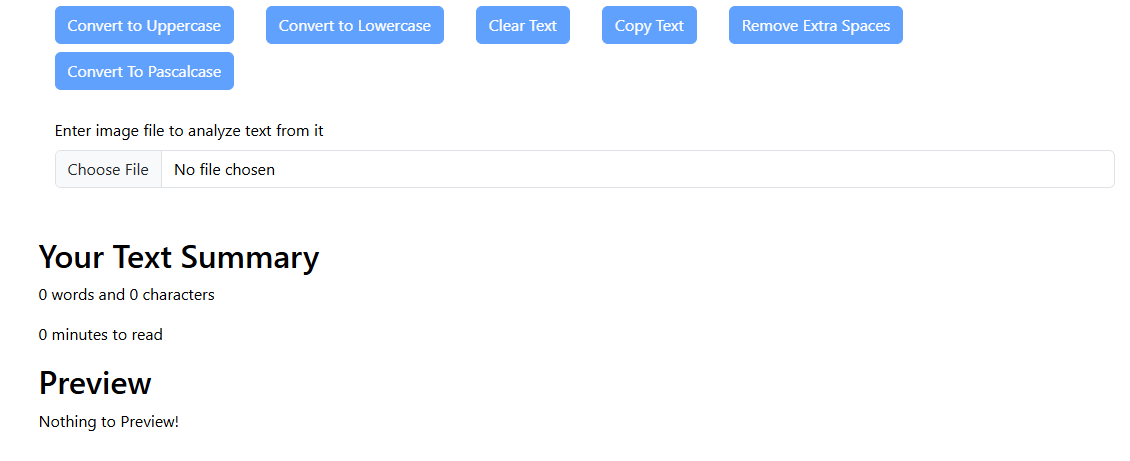 Convert to Uppercase Convert to Lowercase Clear Text Copy Text Remove Extra Spaces
Convert To Pascalcase
Enter image file to analyze text from it
Choose File No file chosen
Your Text Summary
0 words and 0 characters
0 minutes to read
Preview
Nothing to Preview!